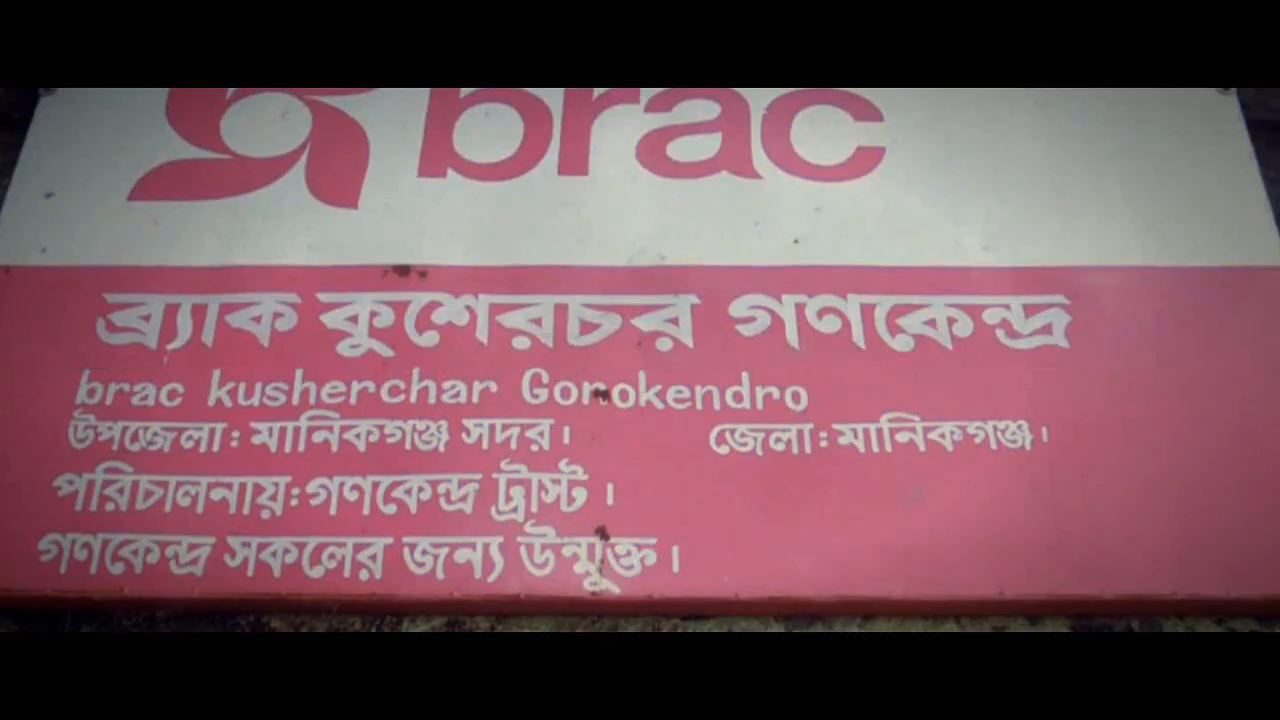 brac
ব্র্যাক কুশেরচর গণকেন্দ্র
brac kusherchar Gonokendro
উপজেলা: মানিকগঞ্জ সদর। জেলা: মানিকগঞ্জ।
পরিচালনায়: গণকেন্দ্র ট্রাস্ট।
গণকেন্দ্র সকলের জন্য উন্মুক্ত।